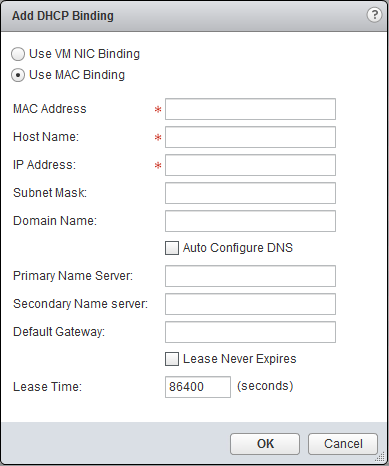 Add DHCP Binding ?
Use VM NIC Binding
Use MAC Binding
MAC Address *
Host Name: *
IP Address: *
Subnet Mask:
Domain Name:
Auto Configure DNS
Primary Name Server:
Secondary Name server:
Default Gateway:
Lease Never Expires
Lease Time: 86400 (seconds)
OK Cancel